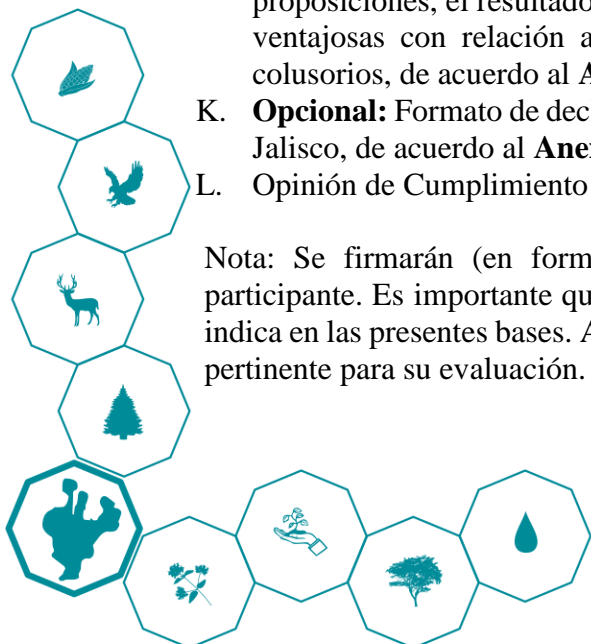 proposiciones, el resultado
ventajosas con relación a
colusorios, de acuerdo al
K. Opcional: Formato de dec
Jalisco, de acuerdo al Ane
L. Opinión de Cumplimiento
Nota: Se firmarán (en form
participante. Es importante qu
indica en las presentes bases. A
pertinente para su evaluación.